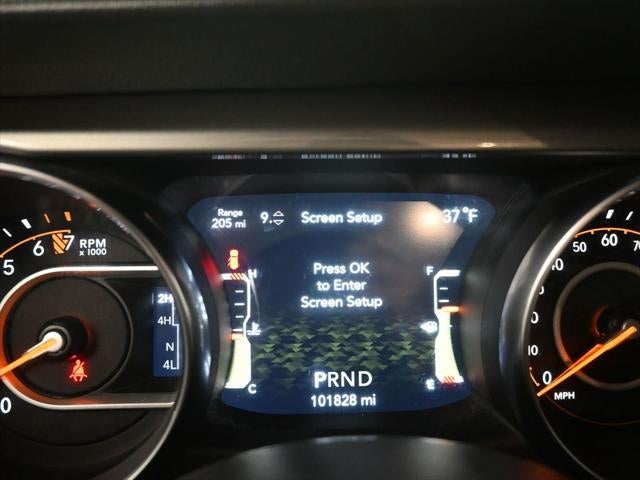 Range
205 mi
9.
Screen Setup
37°F
Press OK
to Enter
Screen Setup
H
F
C
E
PRND
101828 mi
5 6 7
RPM
x 1000
0
2H
4H
N
4L
0 10 40 50 60 70
MPH